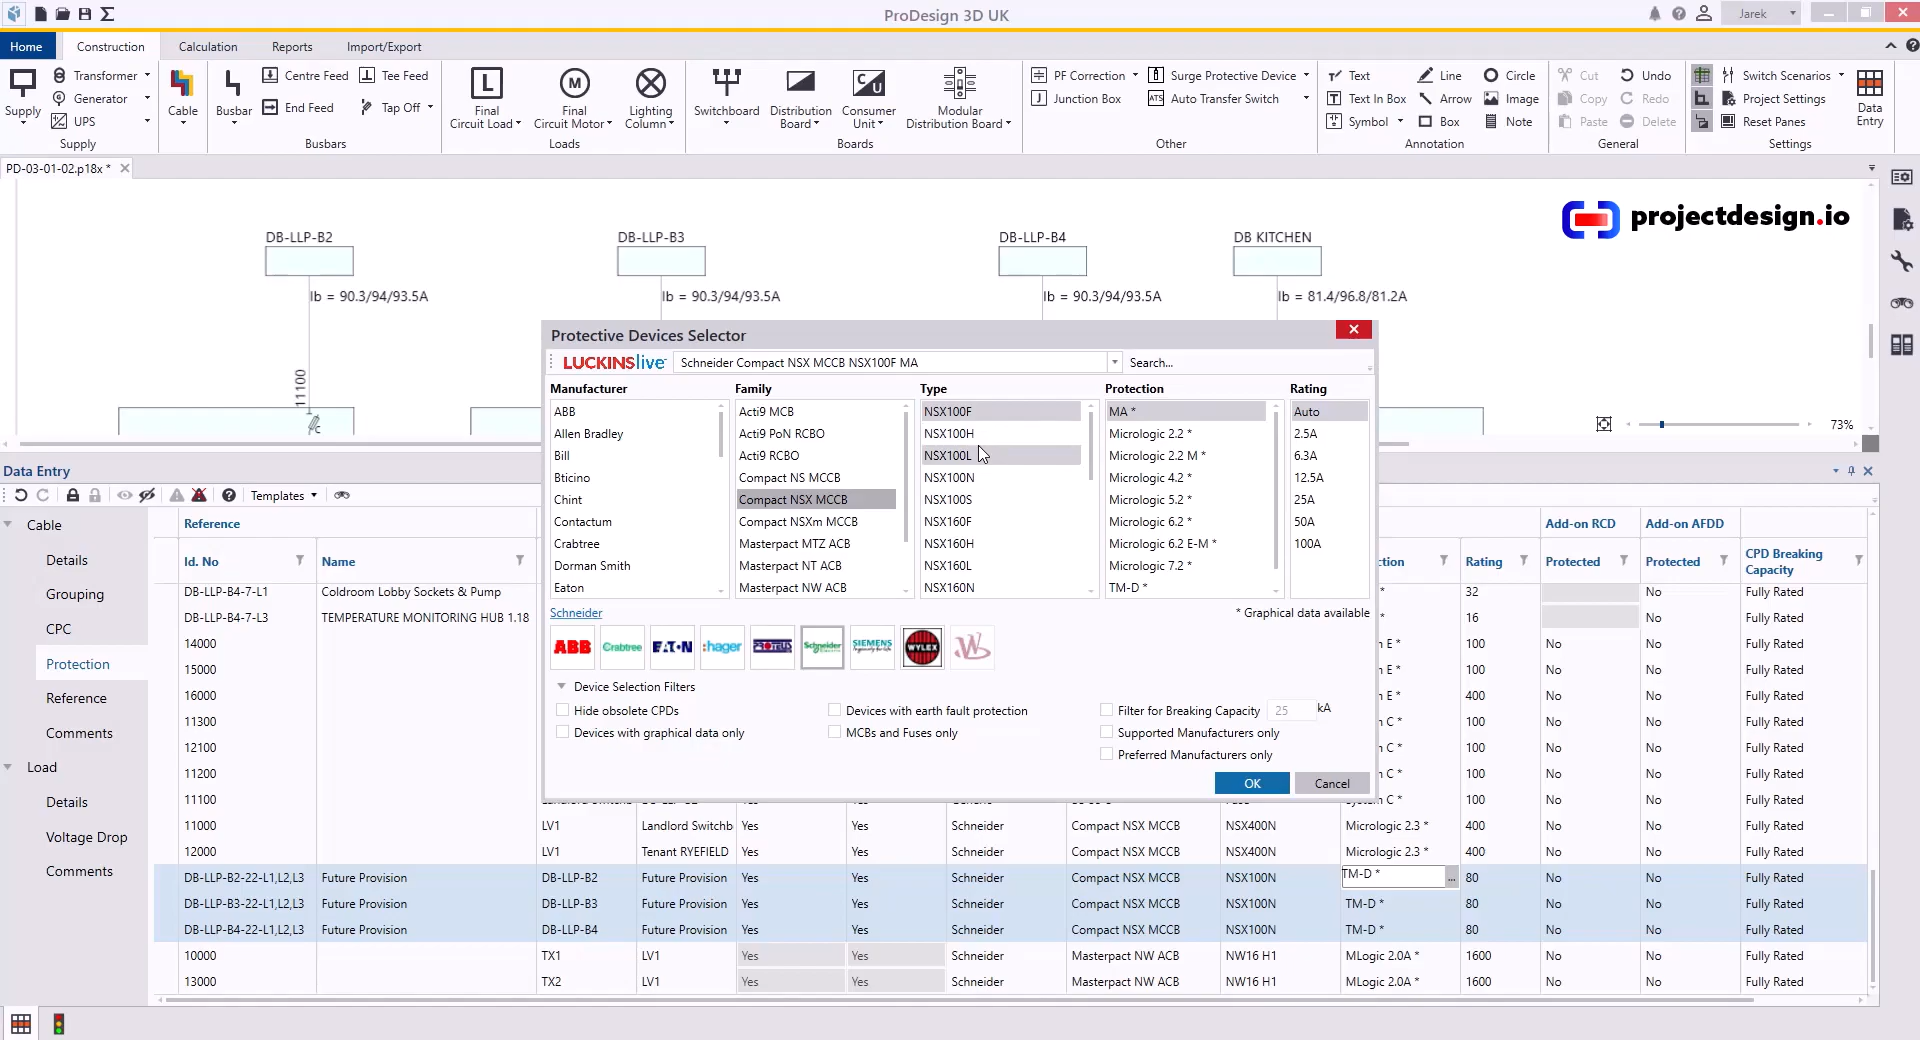 ProDesign 3D UK
Jarek
Home
Construction
Calculation
Reports
Import/Export
Supply
Transformer
Generator
UPS
Supply
Cable
Busbar
Centre Feed
Tee Feed
End Feed
Tap Off
Busbars
Final Circuit Load
Final Circuit Motor
Lighting Column
Loads
Switchboard
Distribution Board
Consumer Unit
Modular Distribution Board
Boards
PF Correction
Junction Box
Surge Protective Device
Auto Transfer Switch
Other
Text
Text In Box
Symbol
Line
Arrow
Box
Circle
Image
Note
Annotation
Cut
Copy
Paste
Undo
Redo
Delete
General
Switch Scenarios
Project Settings
Reset Panes
Data Entry
Settings
PD-03-01-02.p18x *
projectdesign.io
DB-LLP-B2
DB-LLP-B3
DB-LLP-B4
DB KITCHEN
Ib = 90.3/94/93.5A
Ib = 90.3/94/93.5A
Ib = 90.3/94/93.5A
Ib = 81.4/96.8/81.2A
11100
73%
Protective Devices Selector
LUCKINSlive
Schneider Compact NSX MCCB NSX100F MA
Search...
Manufacturer
ABB
Allen Bradley
Bill
Bticino
Chint
Contactum
Crabtree
Dorman Smith
Eaton
Family
Acti9 MCB
Acti9 PoN RCBO
Acti9 RCBO
Compact NS MCCB
Compact NSX MCCB
Compact NSXm MCCB
Masterpact MTZ ACB
Masterpact NT ACB
Masterpact NW ACB
Type
NSX100F
NSX100H
NSX100L
NSX100N
NSX100S
NSX160F
NSX160H
NSX160L
NSX160N
Protection
MA *
Micrologic 2.2 *
Micrologic 2.2 M *
Micrologic 4.2 *
Micrologic 5.2 *
Micrologic 6.2 *
Micrologic 6.2 E-M *
Micrologic 7.2 *
TM-D *
Rating
Auto
2.5A
6.3A
12.5A
25A
50A
100A
Schneider
* Graphical data available
ABB
Crabtree
EATON
:hager
PROTEUS
Schneider
SIEMENS
WYLEX
Device Selection Filters
Hide obsolete CPDs
Devices with graphical data only
Devices with earth fault protection
MCBs and Fuses only
Filter for Breaking Capacity 25 kA
Supported Manufacturers only
Preferred Manufacturers only
OK
Cancel
Data Entry
Templates
Cable
Details
Grouping
CPC
Protection
Reference
Comments
Load
Details
Voltage Drop
Comments
Reference
Add-on RCD
Add-on AFDD
Id. No
Name
ction
Rating
Protected
Protected
CPD Breaking Capacity
DB-LLP-B4-7-L1 Coldroom Lobby Sockets & Pump * 32 No Fully Rated
DB-LLP-B4-7-L3 TEMPERATURE MONITORING HUB 1.18 * 16 No Fully Rated
14000 E * 100 No No Fully Rated
15000 E * 100 No No Fully Rated
16000 E * 400 No No Fully Rated
11300 C * 100 No No Fully Rated
12100 C * 100 No No Fully Rated
11200 C * 100 No No Fully Rated
11100 C * 100 No No Fully Rated
11000 LV1 Landlord Switchb Yes Yes Schneider Compact NSX MCCB NSX400N Micrologic 2.3 * 400 No No Fully Rated
12000 LV1 Tenant RYEFIELD Yes Yes Schneider Compact NSX MCCB NSX400N Micrologic 2.3 * 400 No No Fully Rated
DB-LLP-B2-22-L1,L2,L3 Future Provision DB-LLP-B2 Future Provision Yes Yes Schneider Compact NSX MCCB NSX100N TM-D * ... 80 No No Fully Rated
DB-LLP-B3-22-L1,L2,L3 Future Provision DB-LLP-B3 Future Provision Yes Yes Schneider Compact NSX MCCB NSX100N TM-D * 80 No No Fully Rated
DB-LLP-B4-22-L1,L2,L3 Future Provision DB-LLP-B4 Future Provision Yes Yes Schneider Compact NSX MCCB NSX100N TM-D * 80 No No Fully Rated
10000 TX1 LV1 Yes Yes Schneider Masterpact NW ACB NW16 H1 MLogic 2.0A * 1600 No No Fully Rated
13000 TX2 LV1 Yes Yes Schneider Masterpact NW ACB NW16 H1 MLogic 2.0A * 1600 No No Fully Rated